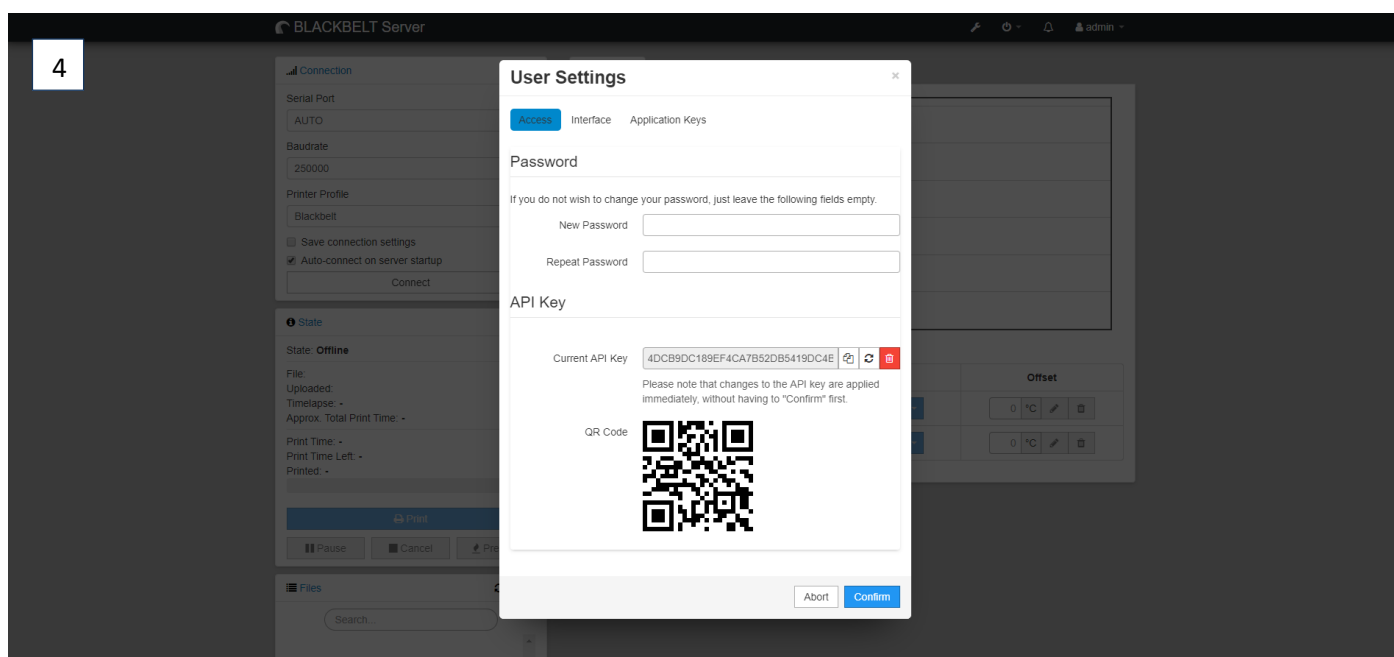 BLACKBELT Server
admin
4
Connection
Serial Port
AUTO
Baudrate
250000
Printer Profile
Blackbelt
Save connection settings
Auto-connect on server startup
Connect
State
State: Offline
File:
Uploaded:
Timelapse: -
Approx. Total Print Time: -
Print Time: -
Print Time Left: -
Printed: -
Print
Pause
Cancel
Pre
Files
Search...
User Settings
×
Access
Interface
Application Keys
Password
If you do not wish to change your password, just leave the following fields empty.
New Password
Repeat Password
API Key
Current API Key
4DCB9DC189EF4CA7B52DB5419DC4E
Please note that changes to the API key are applied
immediately, without having to "Confirm" first.
QR Code
Abort
Confirm
Offset
0 °C
0 °C